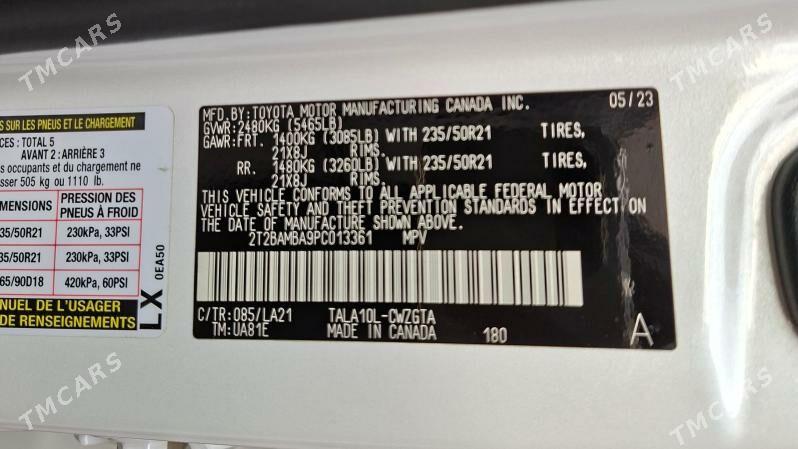 TMCARS
TMCARS
TMCARS
S SUR LES PNEUS ET LE CHARGEMENT
CES: TOTAL 5
AVANT 2: ARRIÈRE 3
s occupants et du chargement ne
sser 505 kg ou 1110 lb.
MENSIONS
PRESSION DES
PNEUS À FROID
35/50R21
230kPa, 33PSI
35/50R21
230kPa, 33PSI
65/90D18
420kPa, 60PSI
NUEL DE L'USAGER
DE RENSEIGNEMENTS
LX
0EA50
MFD. BY: TOYOTA MOTOR MANUFACTURING CANADA INC. 05/23
GVWR: 2480KG (5465LB)
GAWR: FRT. 1400KG (3085LB) WITH 235/50R21 TIRES,
21X8J RIMS.
RR. 1480KG (3260LB) WITH 235/50R21 TIRES,
21X8J RIMS.
THIS VEHICLE CONFORMS TO ALL APPLICABLE FEDERAL MOTOR
VEHICLE SAFETY AND THEFT PREVENTION STANDARDS IN EFFECT ON
THE DATE OF MANUFACTURE SHOWN ABOVE.
2T2BAMBA9PC013361 MPV
C/TR: 085/LA21 TALA10L-CWZGTA
TM: UA81E MADE IN CANADA 180 A
TMCARS
TMCARS
TMCARS